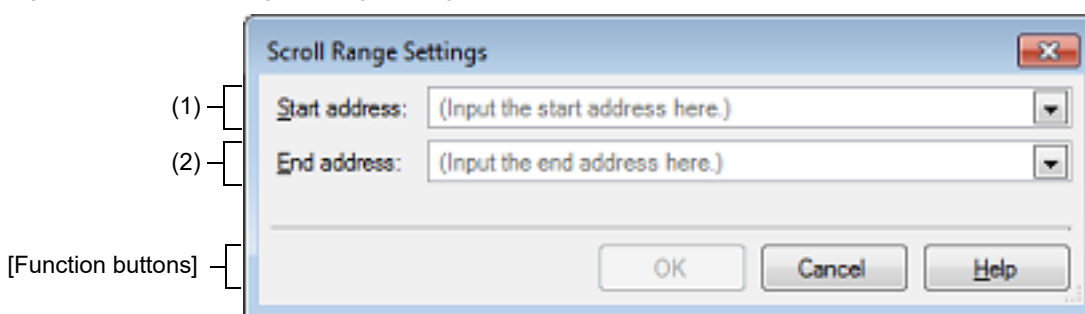 Scroll Range Settings
(1) Start address: (Input the start address here.)
(2) End address: (Input the end address here.)
[Function buttons] OK Cancel Help